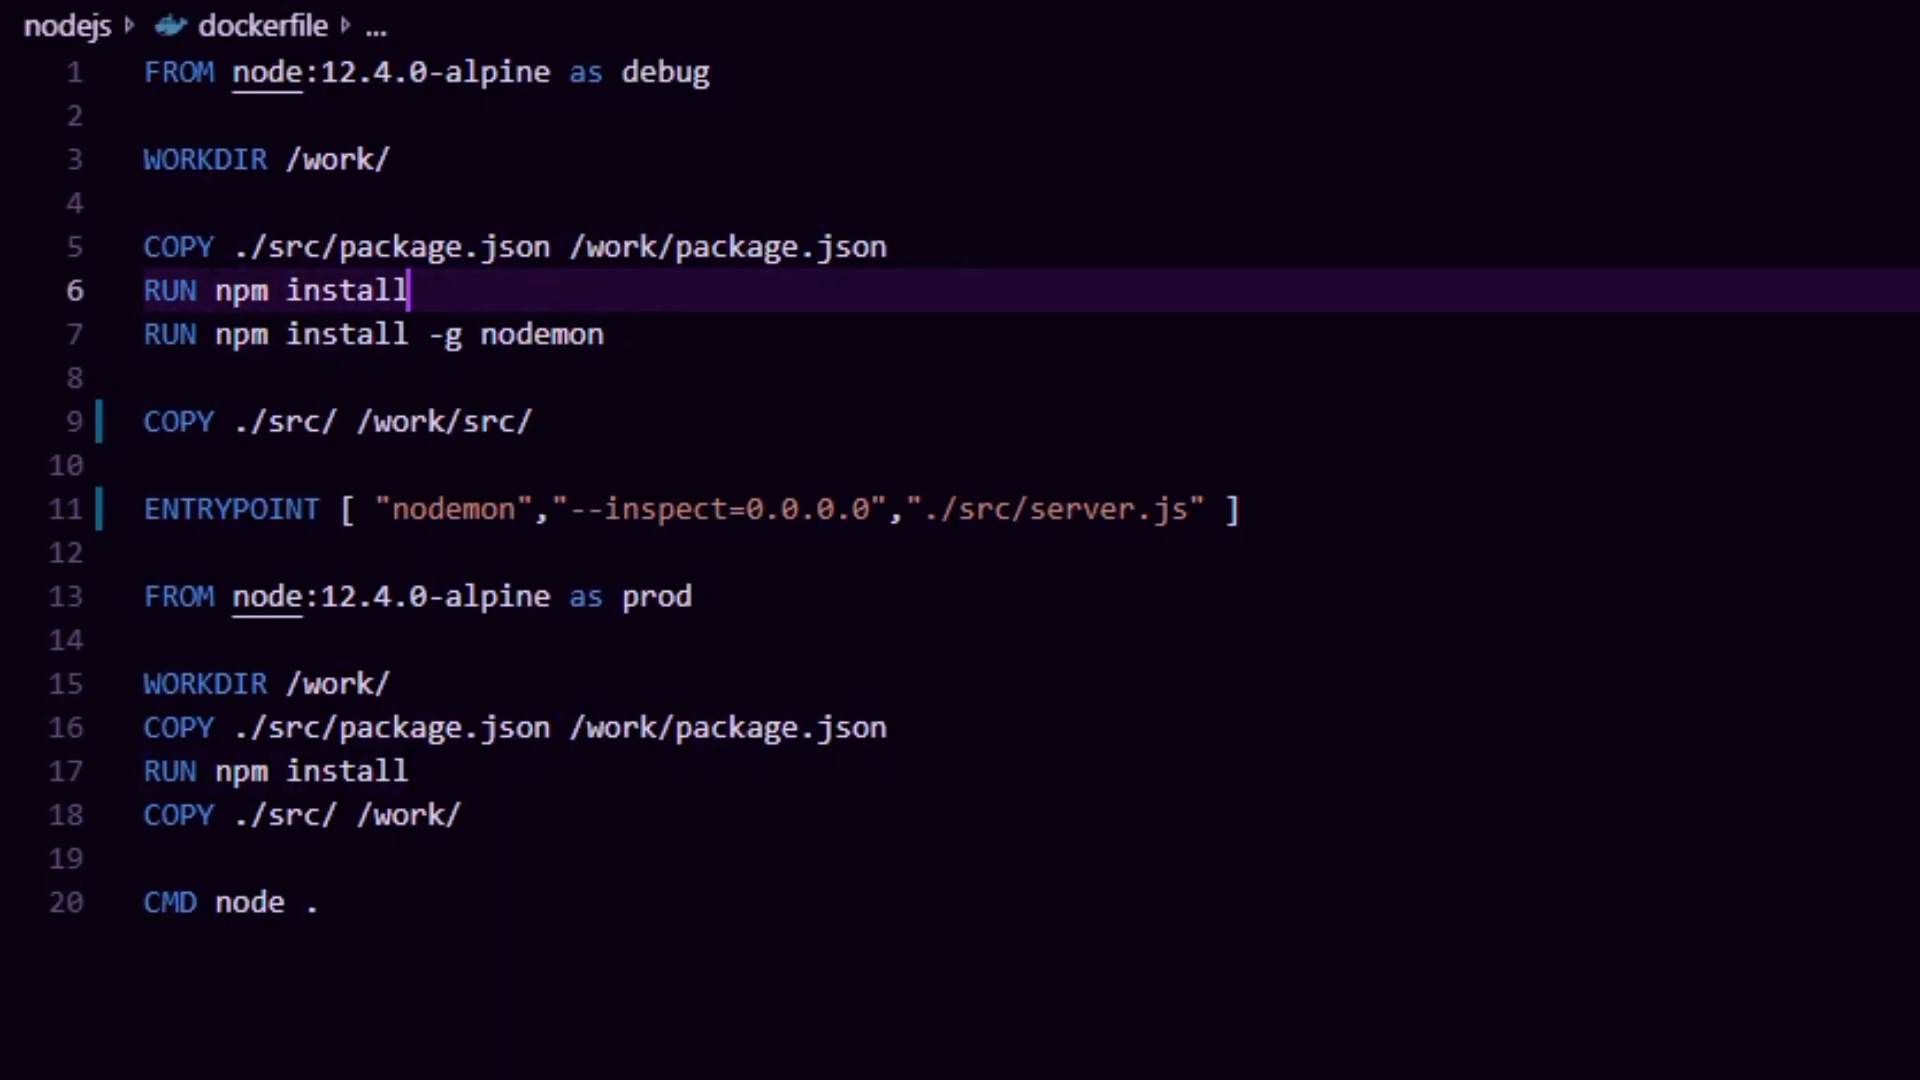 nodejs dockerfile ...
1 FROM node:12.4.0-alpine as debug
2
3 WORKDIR /work/
4
5 COPY ./src/package.json /work/package.json
6 RUN npm install
7 RUN npm install -g nodemon
8
9 COPY ./src/ /work/src/
10
11 ENTRYPOINT [ "nodemon","--inspect=0.0.0.0","./src/server.js" ]
12
13 FROM node:12.4.0-alpine as prod
14
15 WORKDIR /work/
16 COPY ./src/package.json /work/package.json
17 RUN npm install
18 COPY ./src/ /work/
19
20 CMD node .